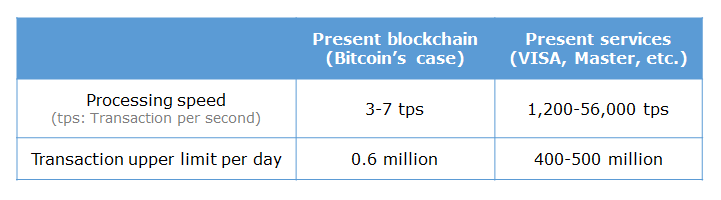 Present blockchain
(Bitcoin's case)
Present services
(VISA, Master, etc.)
Processing speed
(tps: Transaction per second)
3-7 tps
1,200-56,000 tps
Transaction upper limit per day
0.6 million
400-500 million